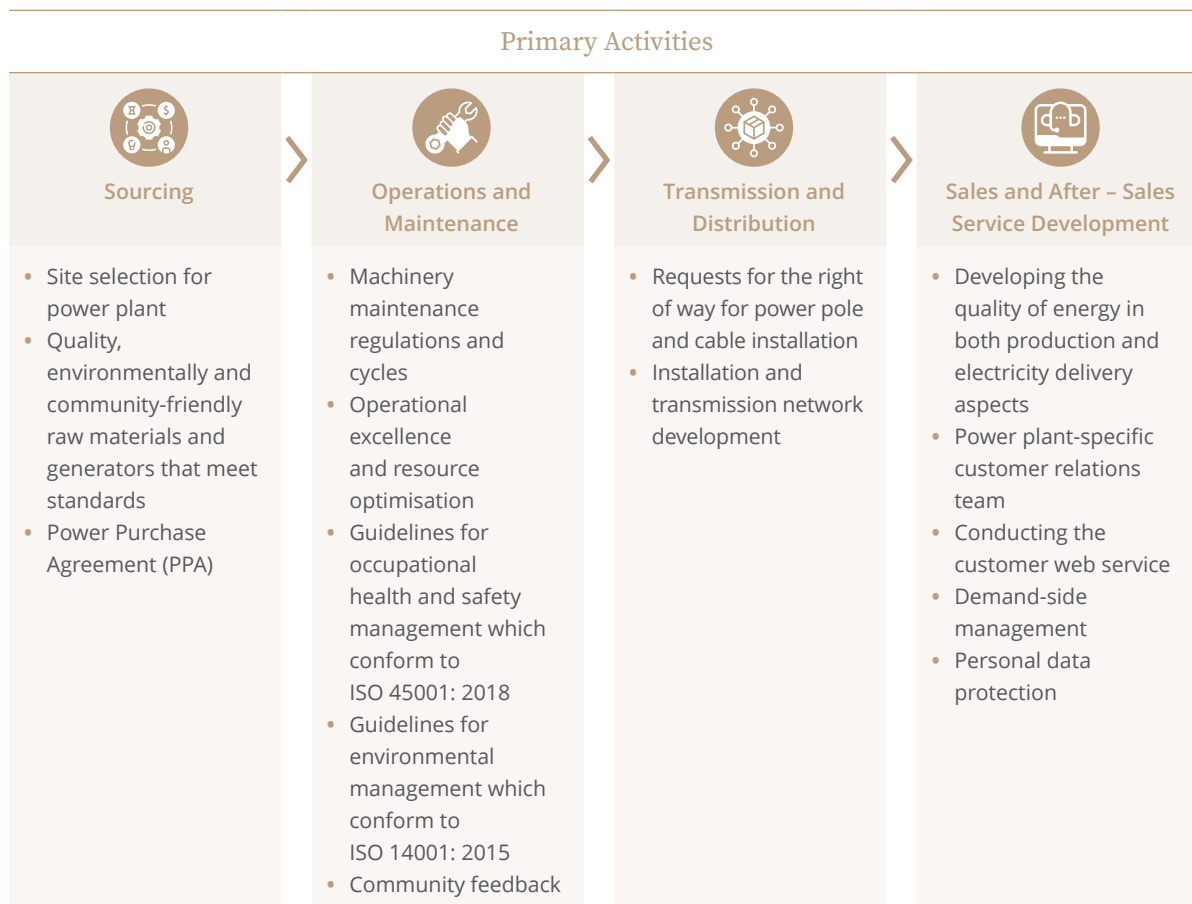 Primary Activities
Sourcing
• Site selection for
power plant
• Quality,
environmentally and
community-friendly
raw materials and
generators that meet
standards
• Power Purchase
Agreement (PPA)
Operations and
Maintenance
• Machinery
maintenance
regulations and
cycles
• Operational
excellence
and resource
optimisation
• Guidelines for
occupational
health and safety
management which
conform to
ISO 45001: 2018
• Guidelines for
environmental
management which
conform to
ISO 14001: 2015
• Community feedback
Transmission and
Distribution
• Requests for the right
of way for power pole
and cable installation
• Installation and
transmission network
development
Sales and After – Sales
Service Development
• Developing the
quality of energy in
both production and
electricity delivery
aspects
• Power plant-specific
customer relations
team
• Conducting the
customer web service
• Demand-side
management
• Personal data
protection